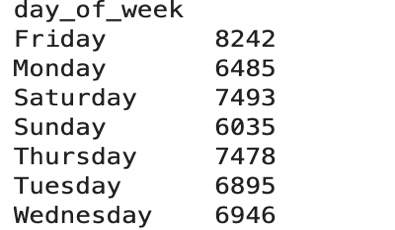 day_of_week
Friday 8242
Monday 6485
Saturday 7493
Sunday 6035
Thursday 7478
Tuesday 6895
Wednesday 6946